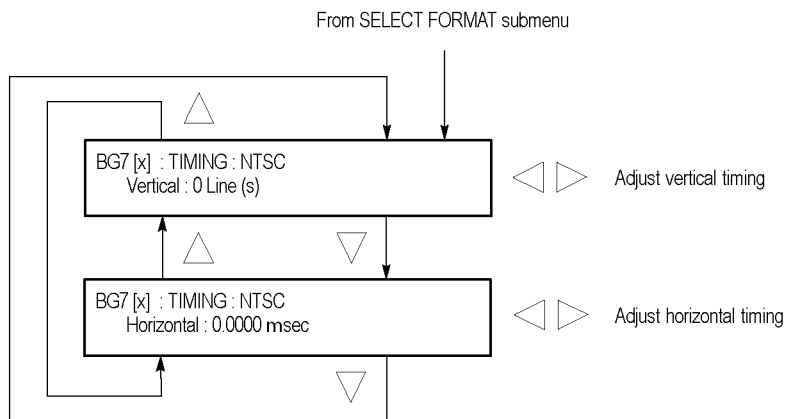 From SELECT FORMAT submenu
BG7 [x] : TIMING : NTSC
Vertical : 0 Line (s)
Adjust vertical timing
BG7 [x] : TIMING : NTSC
Horizontal : 0.0000 msec
Adjust horizontal timing